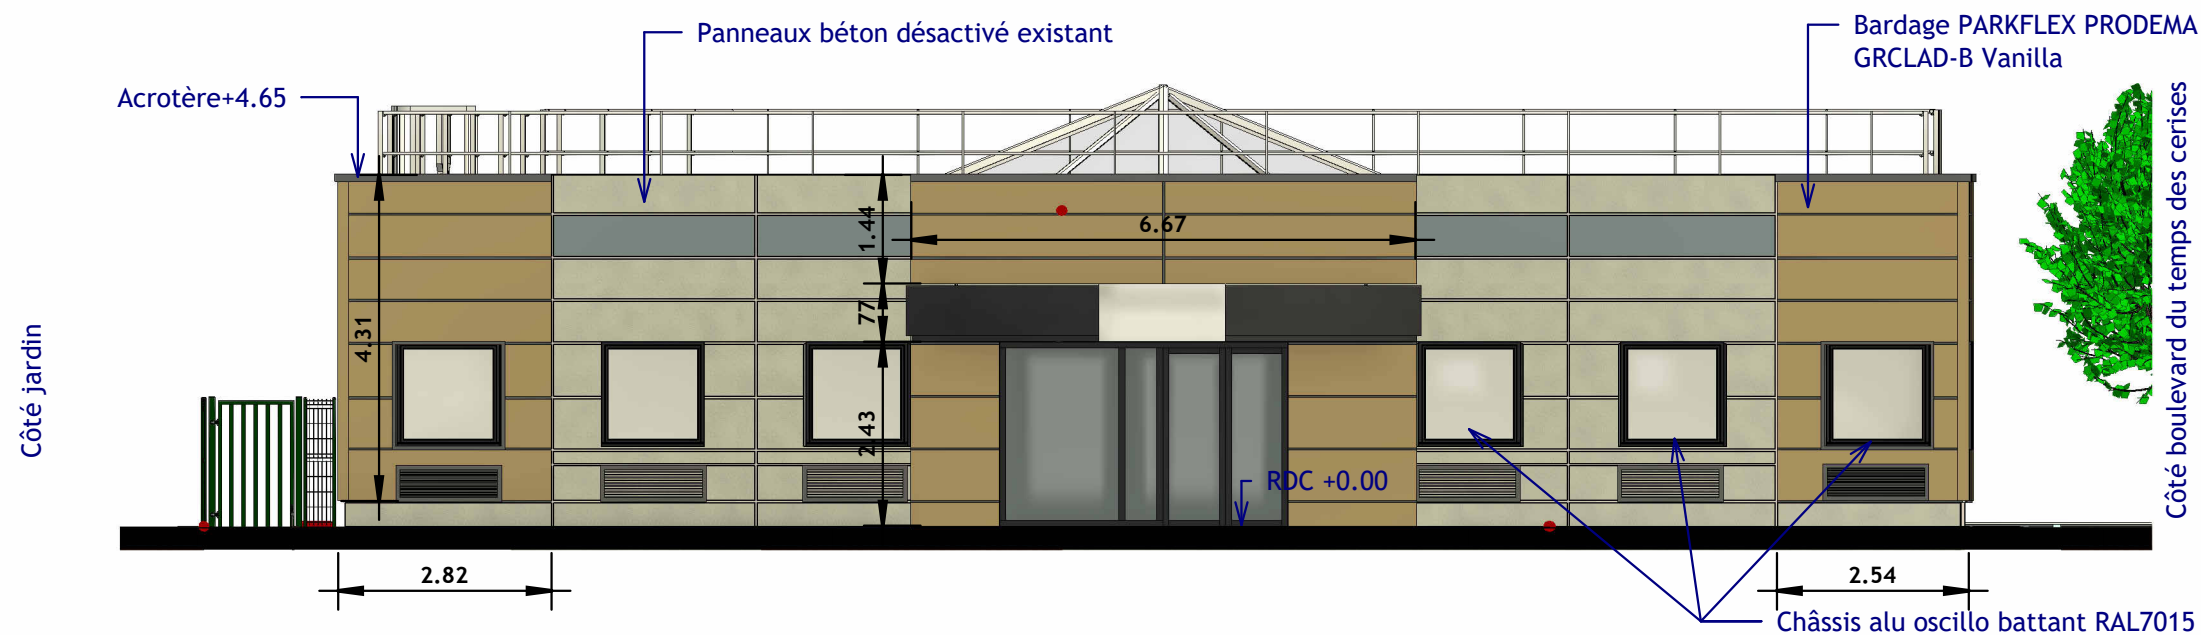 Panneaux béton désactivé existant
Bardage PARKFLEX PRODEMA
GRCLAD-B Vanilla
Acrotère+4.65
Côté jardin
Côté boulevard du temps des cerises
1.44
6.67
77
4.31
2.43
RDC +0.00
2.82
2.54
Châssis alu oscillo battant RAL7015